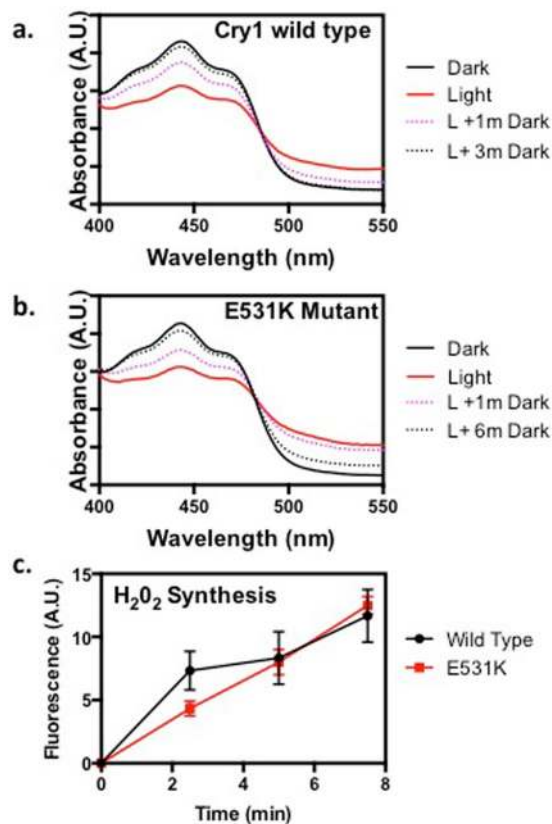 a.
Cry1 wild type
Absorbance (A.U.)
Dark
Light
L +1m Dark
L+ 3m Dark
400
450
500
550
Wavelength (nm)
b.
E531K Mutant
Absorbance (A.U.)
Dark
Light
L +1m Dark
L+ 6m Dark
400
450
500
550
Wavelength (nm)
c.
H₂0₂ Synthesis
Fluorescence (A.U.)
15
10
5
0
Wild Type
E531K
0
2
4
6
8
Time (min)